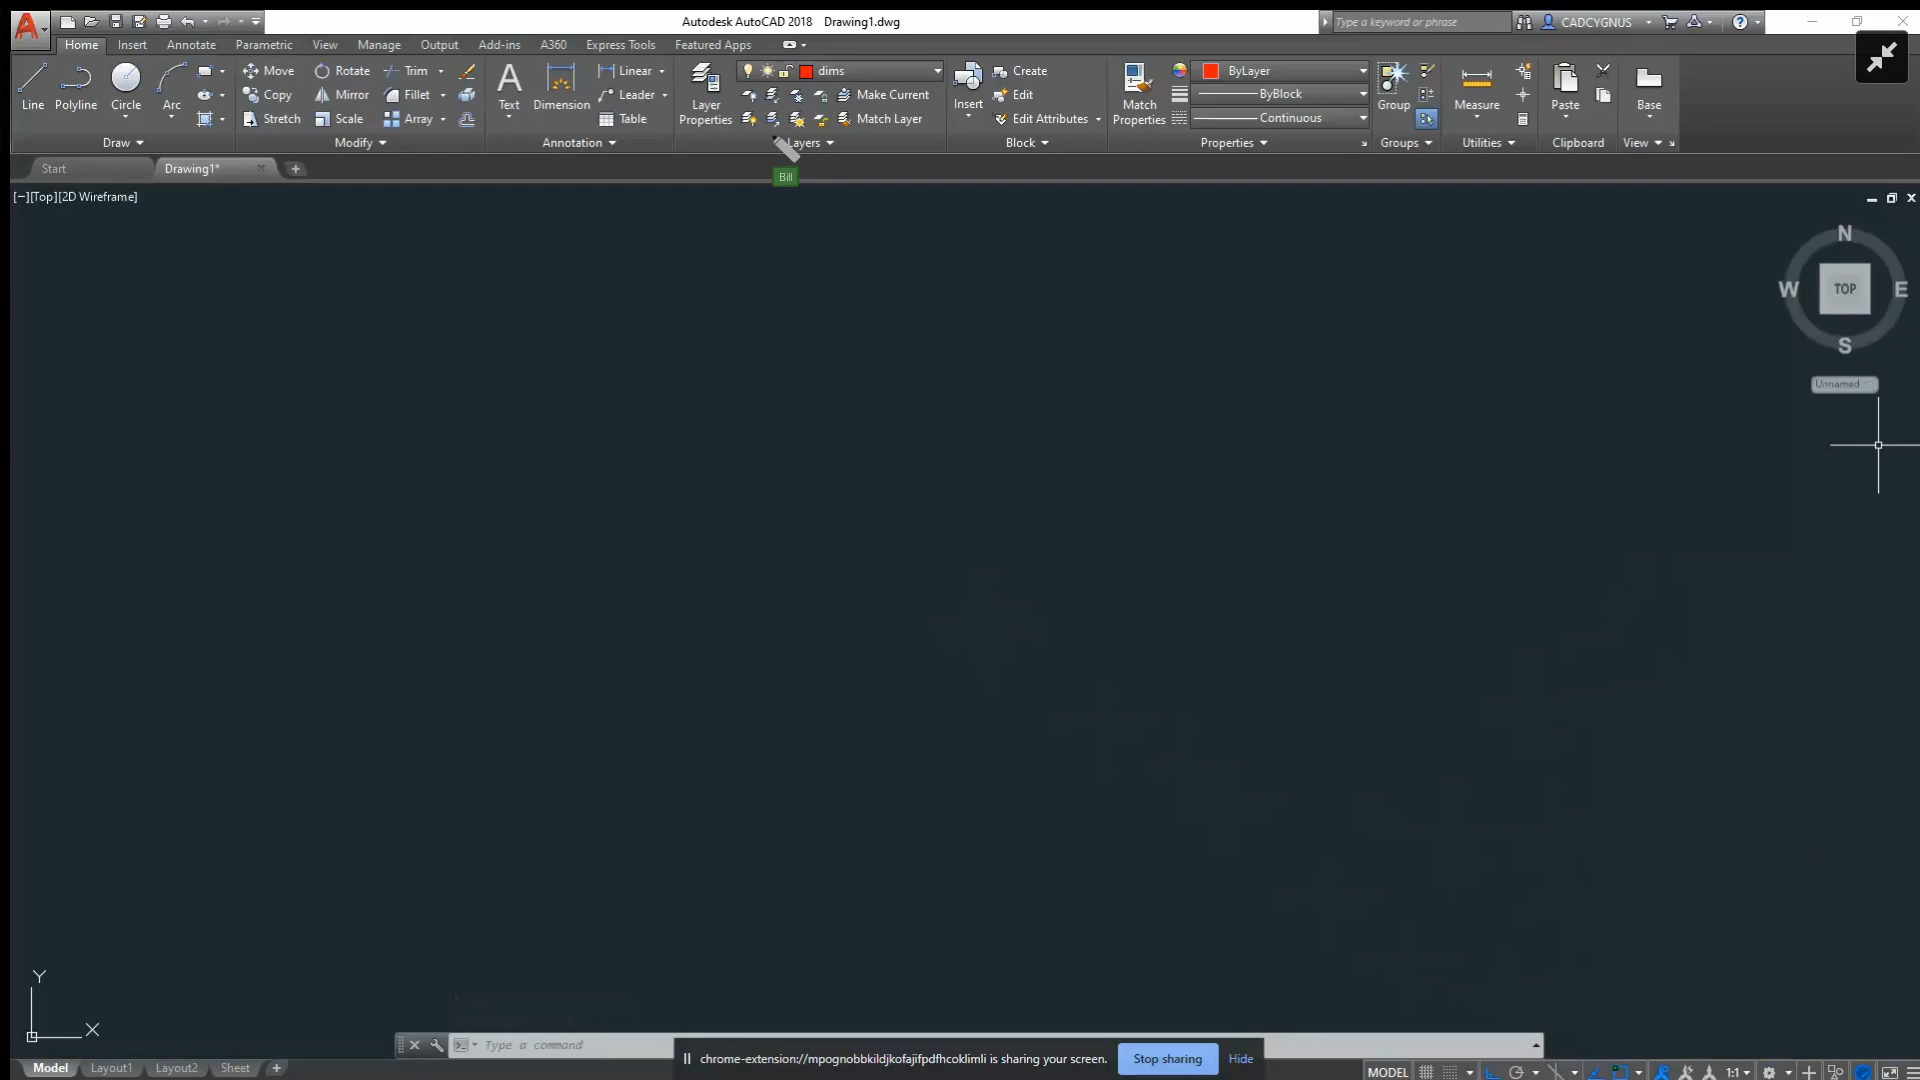 Autodesk AutoCAD 2018 Drawing1.dwg
Type a keyword or phrase
CADCYGNUS
Home Insert Annotate Parametric View Manage Output Add-ins A360 Express Tools Featured Apps
Move Rotate Trim Linear dims Create ByLayer
Copy Mirror Fillet Leader Make Current Edit ByBlock
Line Polyline Circle Arc Text Dimension Layer Properties Insert Match Properties Group Measure Paste Base
Stretch Scale Array Table Match Layer Edit Attributes Continuous
Draw Modify Annotation Layers Block Properties Groups Utilities Clipboard View
Start Drawing1*
Bill
[−][Top][2D Wireframe]
N
W TOP E
S
Unnamed
Y
X
Type a command
chrome-extension://mpognobbkildjkofajifpdfhcoklimli is sharing your screen. Stop sharing Hide
Model Layout1 Layout2 Sheet
MODEL 1:1